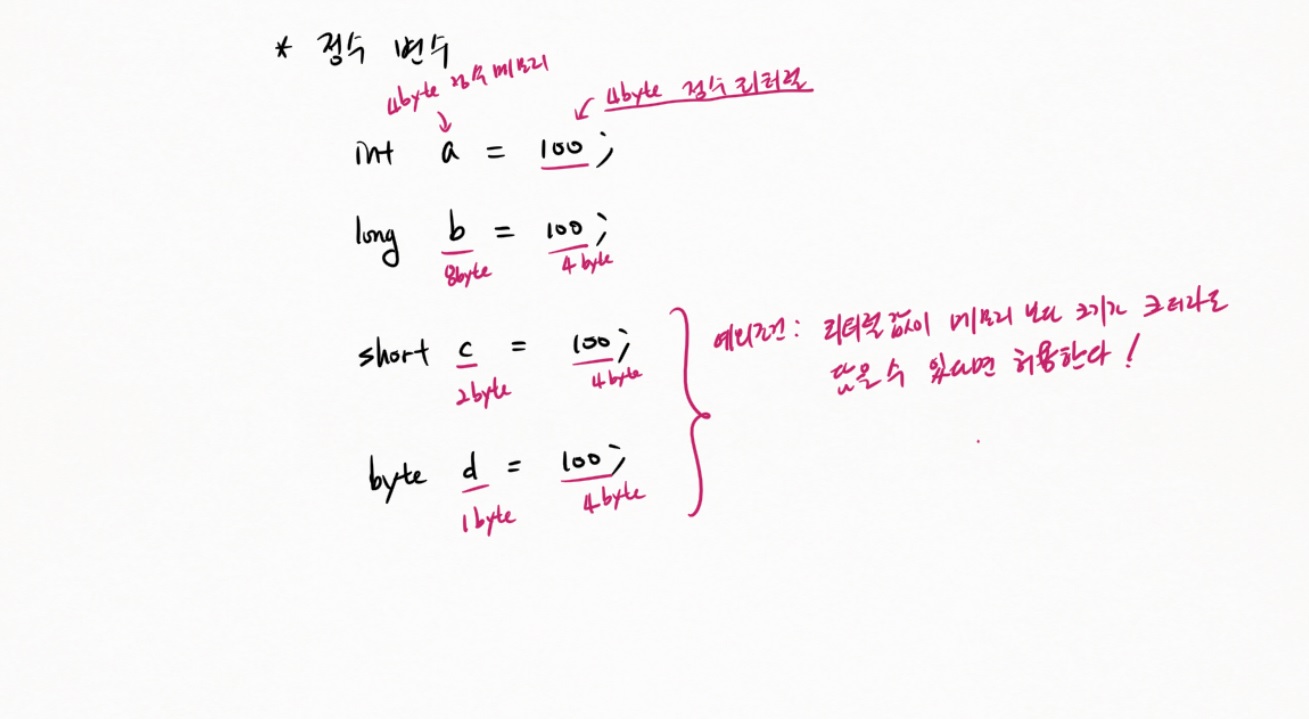 * 정수 변수
4byte 정수 메모리
4byte 정수 리터럴
int a = 100;
long b = 100;
8byte 4byte
short c = 100;
2byte 4byte
예외조건: 리터럴 값이 메모리 보다 크기가 크더라도
담을 수 있다면 허용한다!
byte d = 100;
1byte 4byte